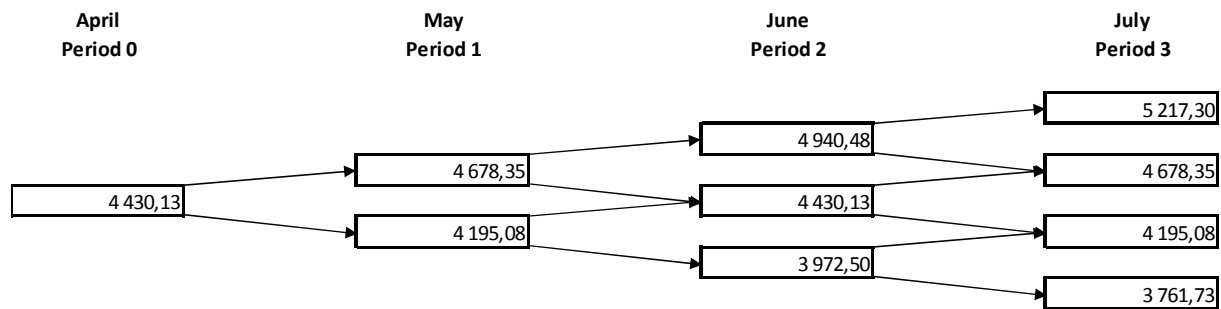 April May June July
Period 0 Period 1 Period 2 Period 3
5 217,30
4 940,48
4 678,35 4 678,35
4 430,13 4 430,13
4 195,08 4 195,08
3 972,50
3 761,73